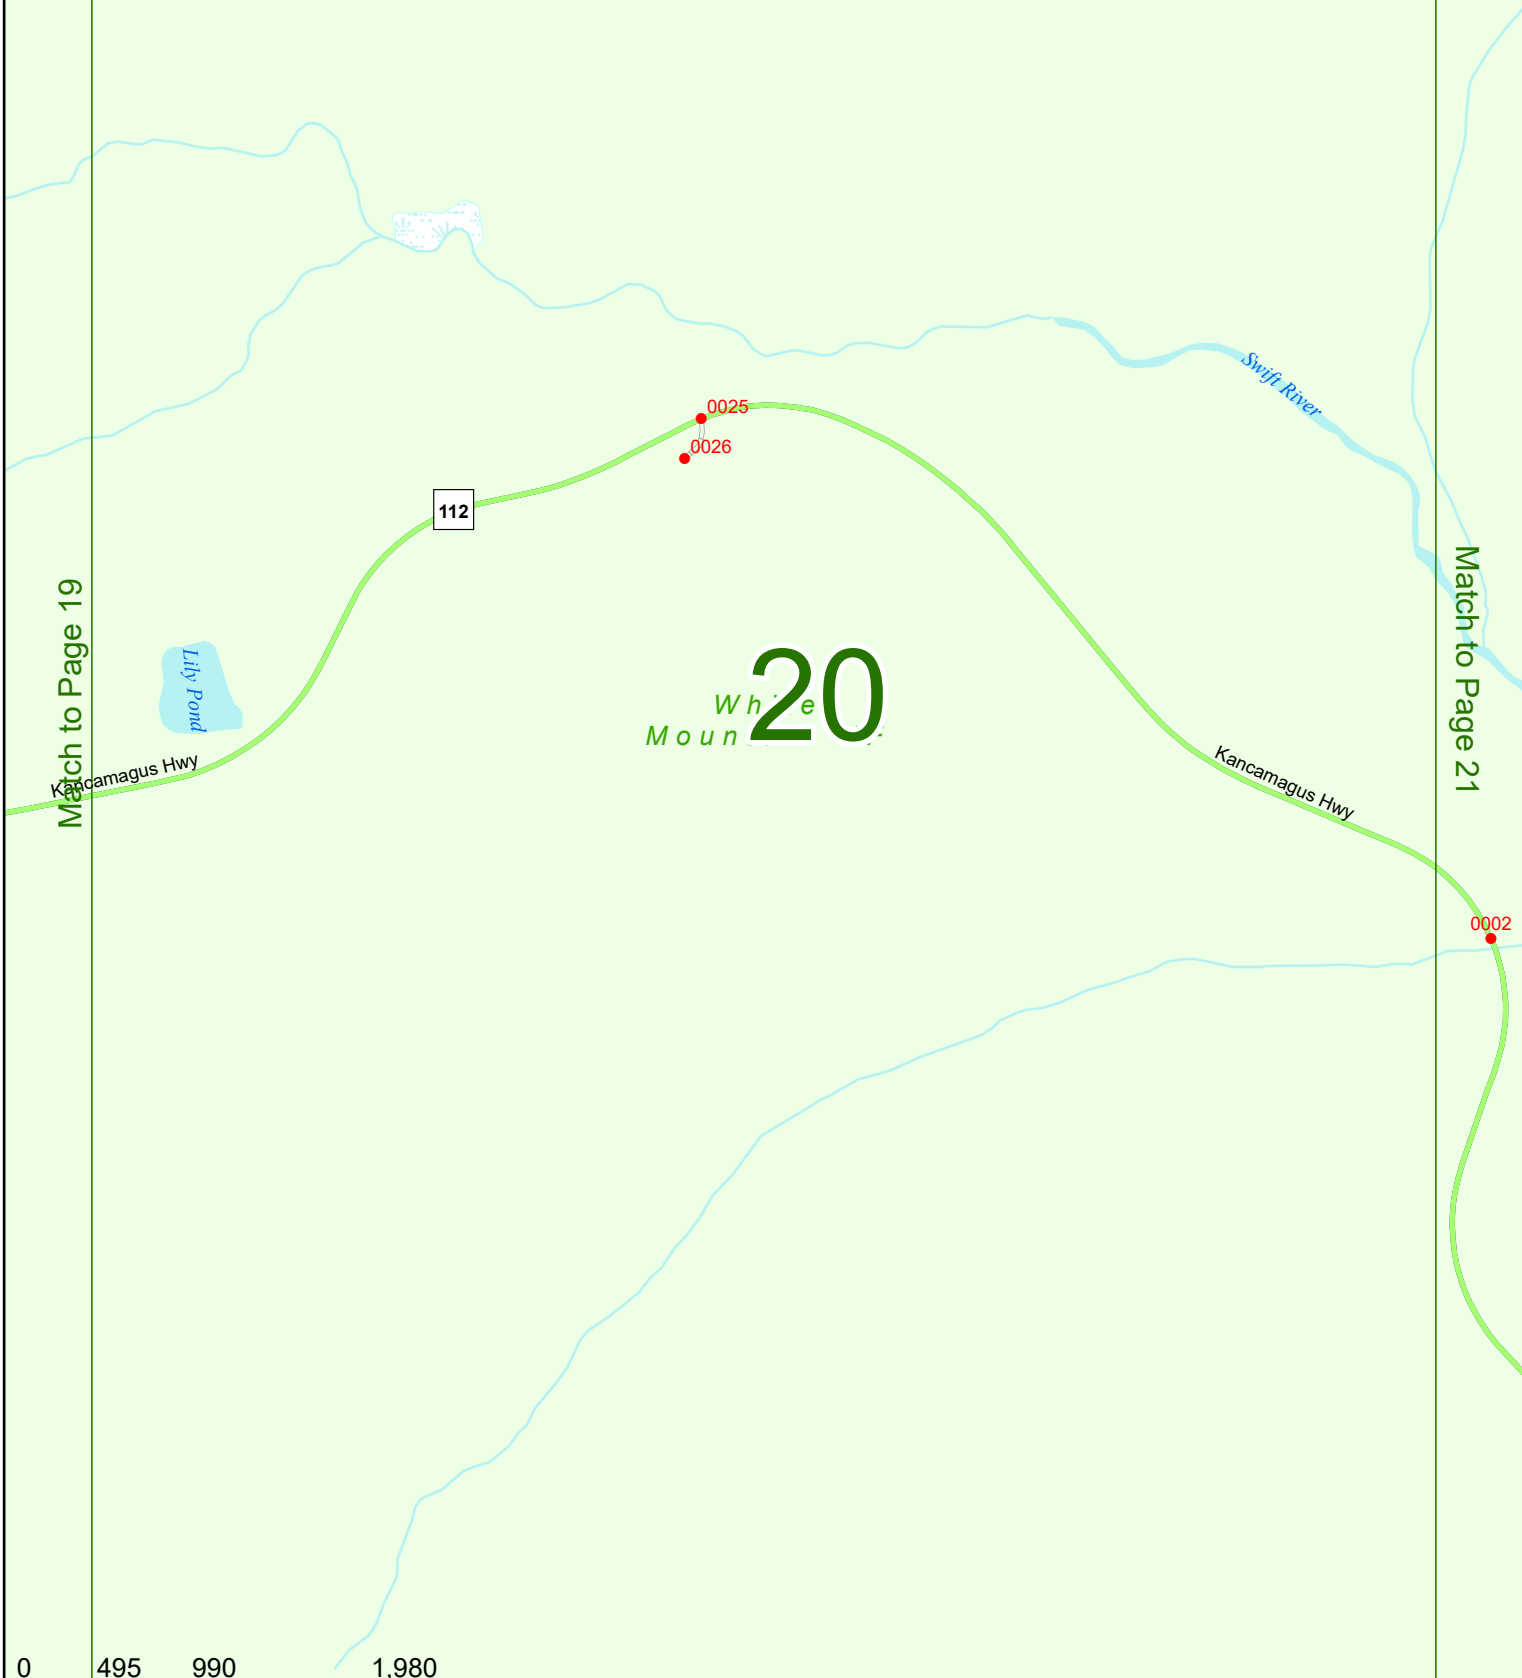 Swift River
0025
0026
112
Match to Page 19
Match to Page 21
Lily Pond
20
Kancamagus Hwy
Kancamagus Hwy
0002
0 495 990 1,980